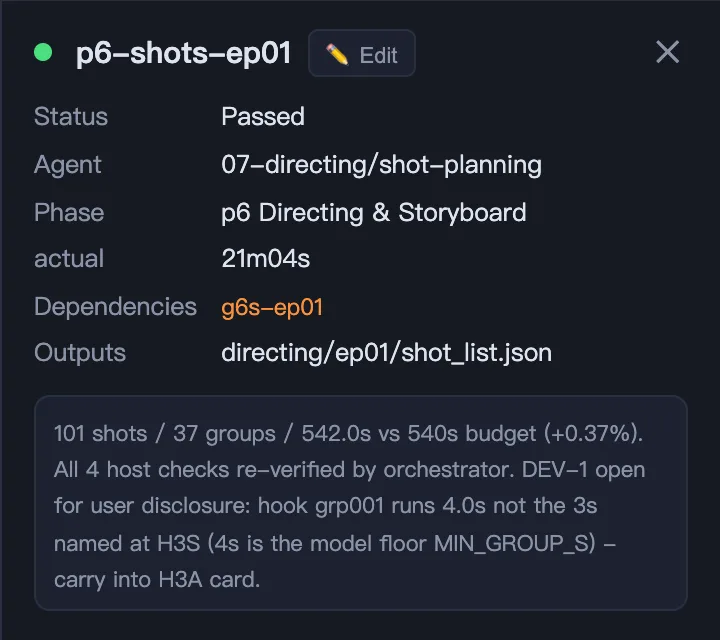 p6-shots-ep01
✏️ Edit
Status Passed
Agent 07-directing/shot-planning
Phase p6 Directing & Storyboard
actual 21m04s
Dependencies g6s-ep01
Outputs directing/ep01/shot_list.json
101 shots / 37 groups / 542.0s vs 540s budget (+0.37%).
All 4 host checks re-verified by orchestrator. DEV-1 open
for user disclosure: hook grp001 runs 4.0s not the 3s
named at H3S (4s is the model floor MIN_GROUP_S) –
carry into H3A card.